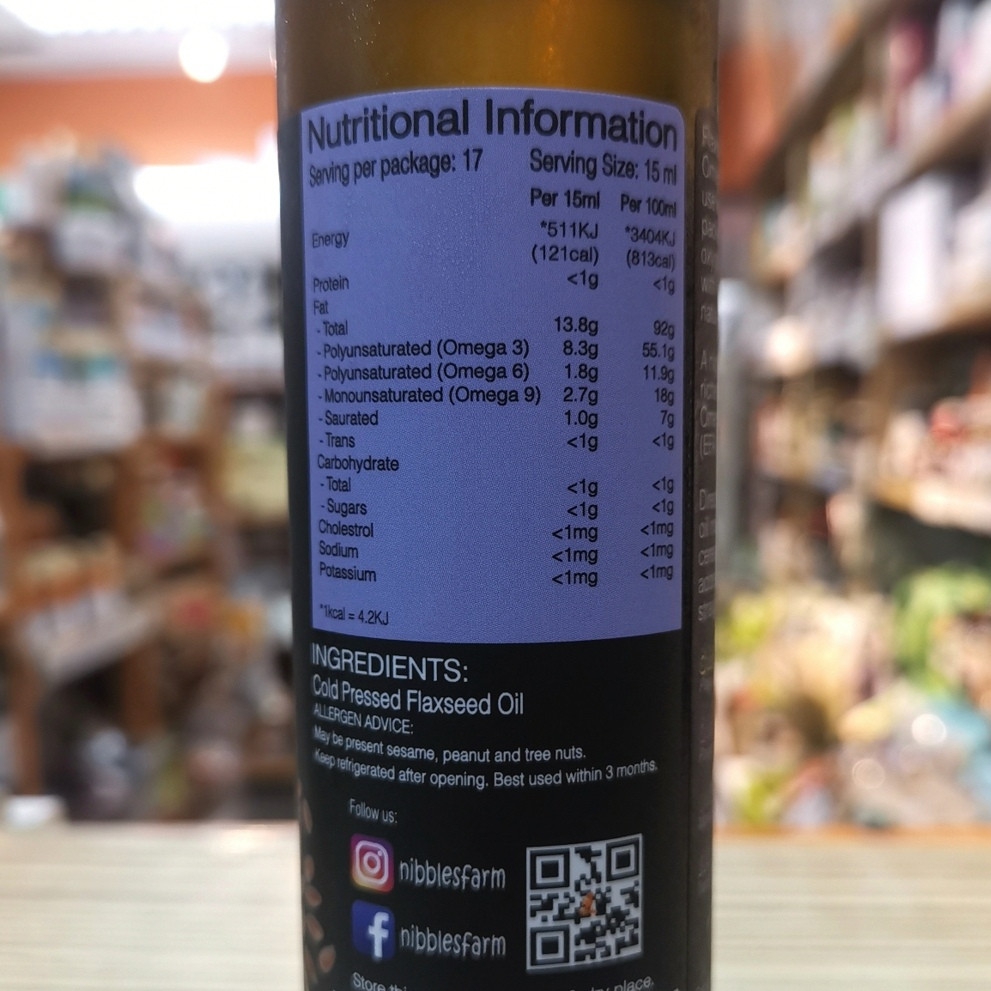 Nutritional Information
Serving per package: 17 Serving Size: 15 ml
Per 15ml Per 100ml
Energy *511KJ *3404KJ
(121cal) (813cal)
Protein <1g <1g
Fat
- Total 13.8g 92g
- Polyunsaturated (Omega 3) 8.3g 55.1g
- Polyunsaturated (Omega 6) 1.8g 11.9g
- Monounsaturated (Omega 9) 2.7g 18g
- Saurated 1.0g 7g
- Trans <1g <1g
Carbohydrate
- Total <1g <1g
- Sugars <1g <1g
Cholestrol <1mg <1mg
Sodium <1mg <1mg
Potassium <1mg <1mg
*1kcal = 4.2KJ
INGREDIENTS:
Cold Pressed Flaxseed Oil
ALLERGEN ADVICE:
May be present sesame, peanut and tree nuts.
Keep refrigerated after opening. Best used within 3 months.
Follow us:
nibblesfarm
nibblesfarm
Store place.